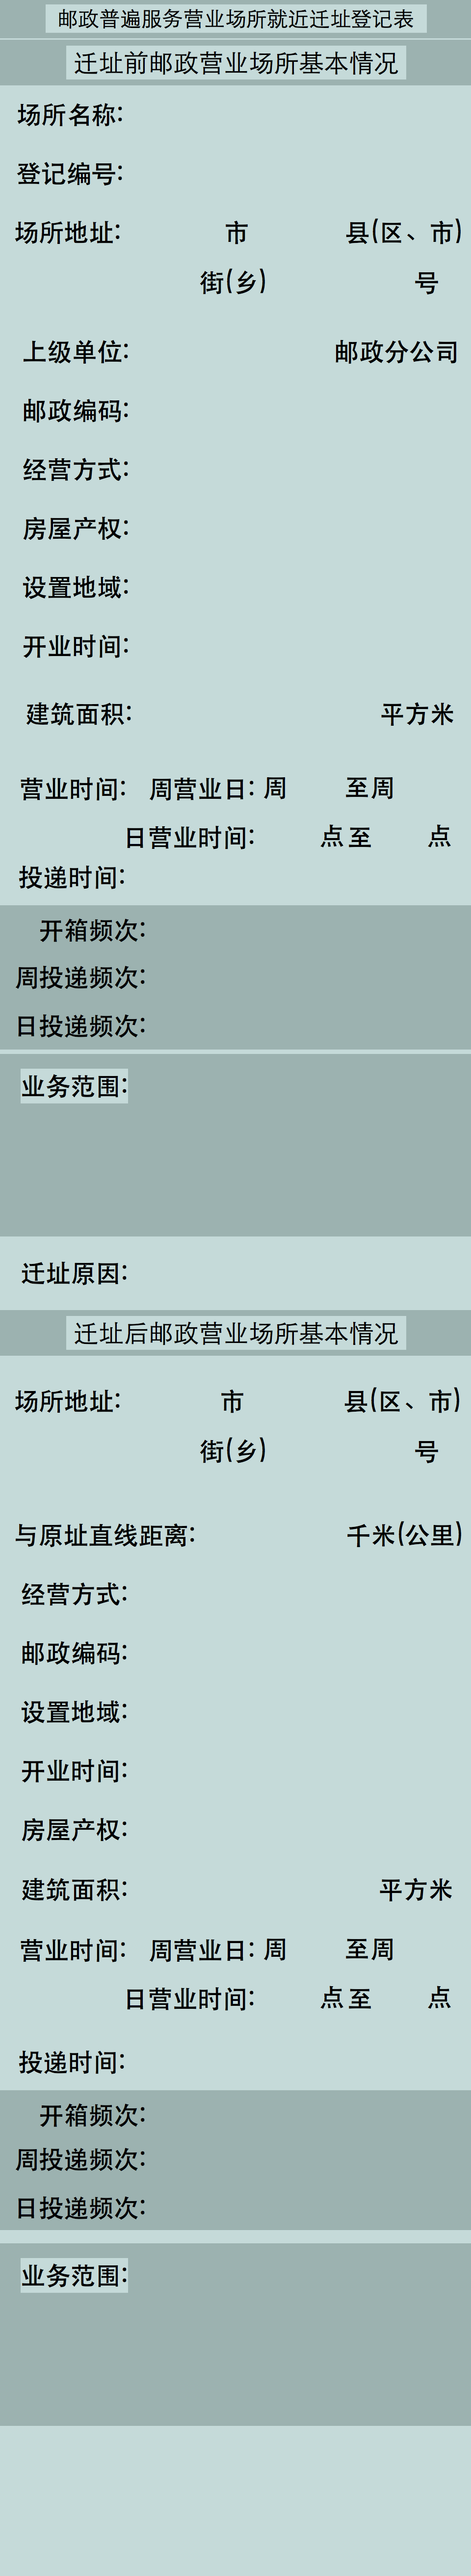 邮政普遍服务营业场所就近迁址登记表
迁址前邮政营业场所基本情况
场所名称:
登记编号:
场所地址: 市 县(区、市)
街(乡) 号
上级单位: 邮政分公司
邮政编码:
经营方式:
房屋产权:
设置地域:
开业时间:
建筑面积: 平方米
营业时间: 周营业日: 周 至周
日营业时间: 点至 点
投递时间:
开箱频次:
周投递频次:
日投递频次:
业务范围:
迁址原因:
迁址后邮政营业场所基本情况
场所地址: 市 县(区、市)
街(乡) 号
与原址直线距离: 千米(公里)
经营方式:
邮政编码:
设置地域:
开业时间:
房屋产权:
建筑面积: 平方米
营业时间: 周营业日: 周 至周
日营业时间: 点至 点
投递时间:
开箱频次:
周投递频次:
日投递频次:
业务范围: